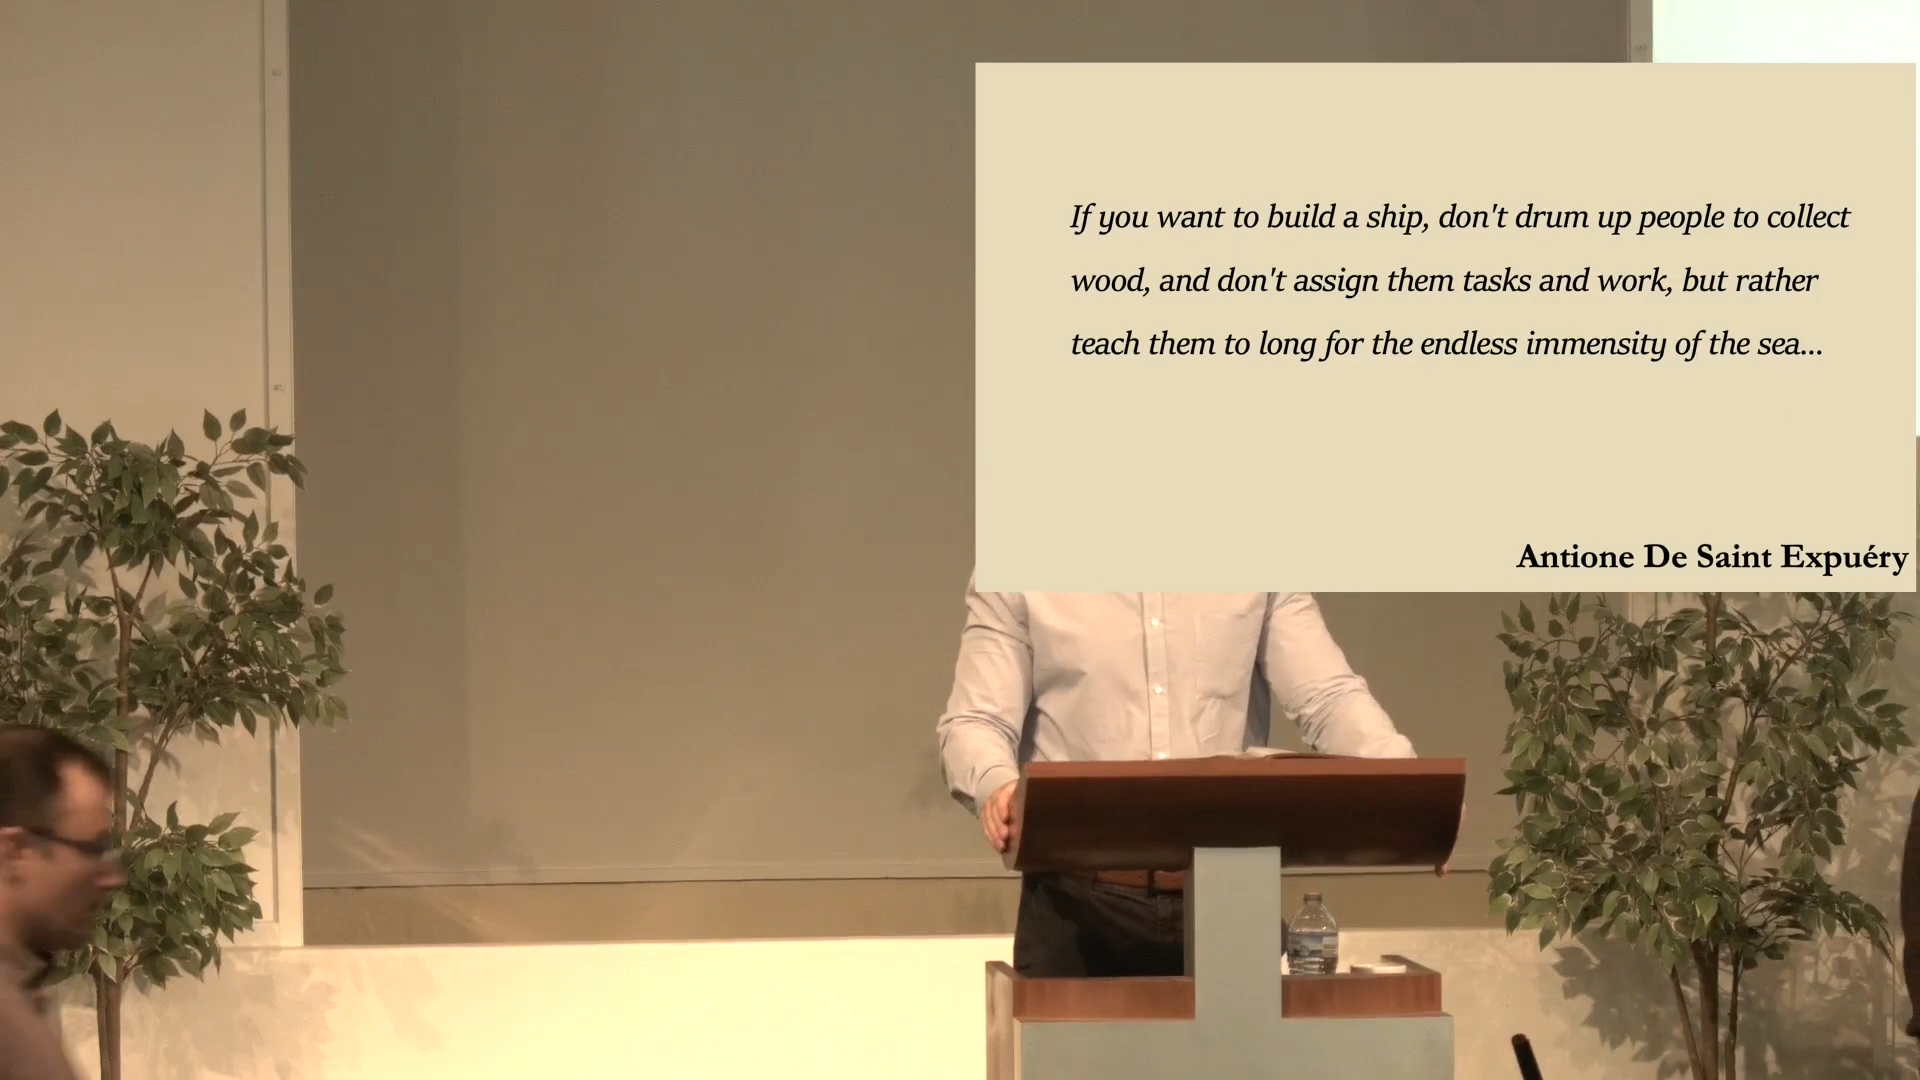 If you want to build a ship, don't drum up people to collect
wood, and don't assign them tasks and work, but rather
teach them to long for the endless immensity of the sea...
Antione De Saint Expuéry